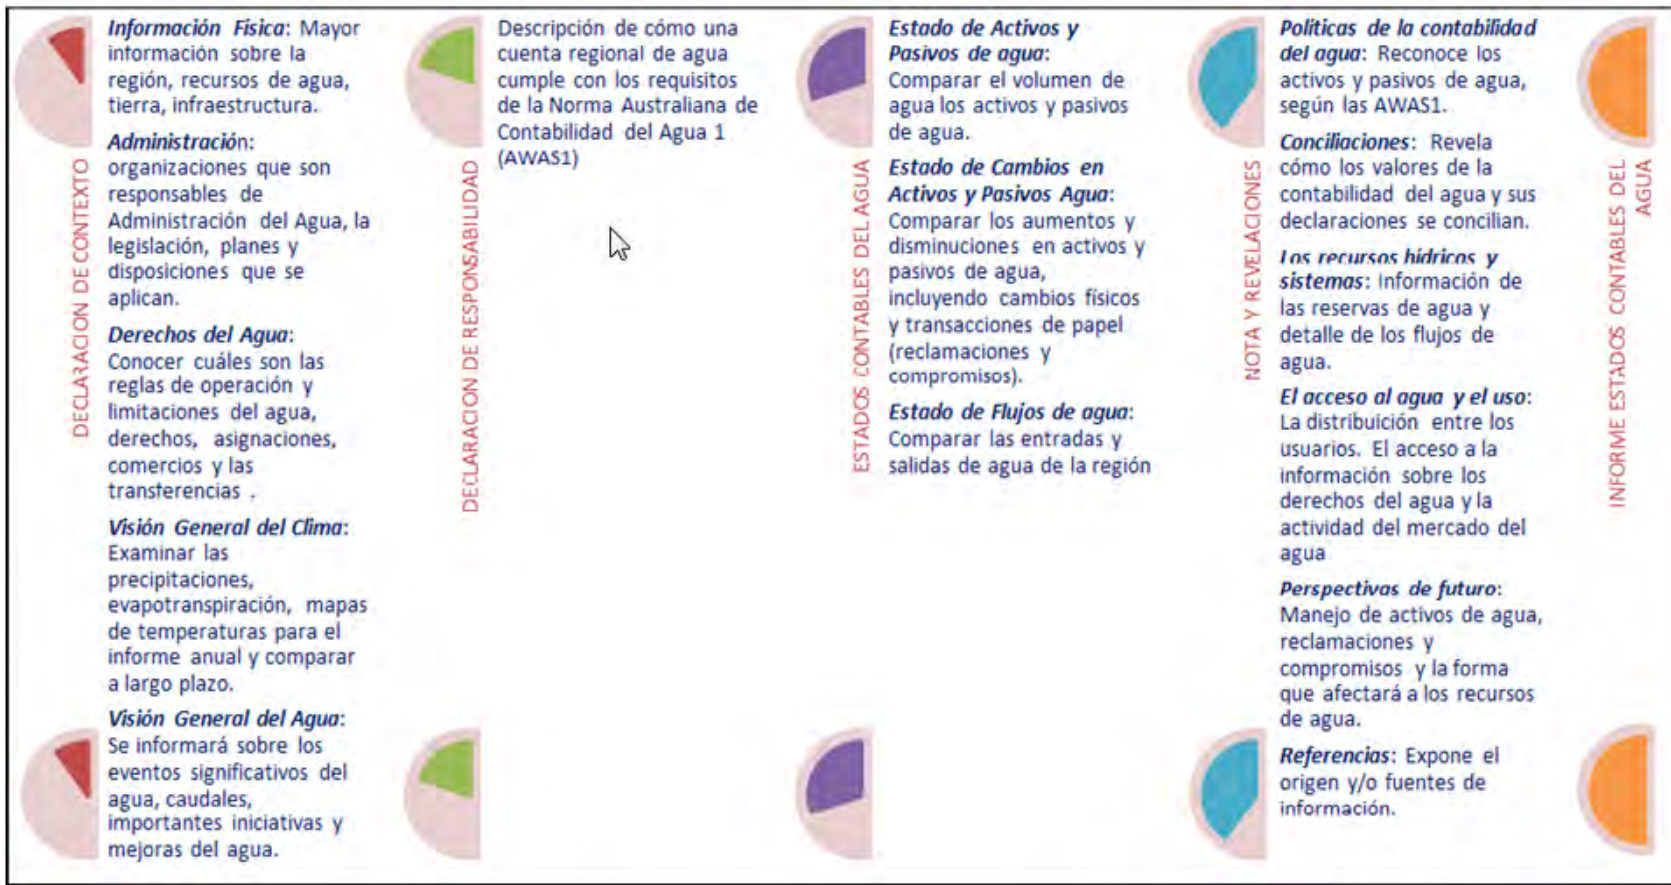 DECLARACION DE CONTEXTO
Información Física: Mayor
información sobre la
región, recursos de agua,
tierra, infraestructura.
Administración:
organizaciones que son
responsables de
Administración del Agua, la
legislación, planes y
disposiciones que se
aplican.
Derechos del Agua:
Conocer cuáles son las
reglas de operación y
limitaciones del agua,
derechos, asignaciones,
comercios y las
transferencias .
Visión General del Clima:
Examinar las
precipitaciones,
evapotranspiración, mapas
de temperaturas para el
informe anual y comparar
a largo plazo.
Visión General del Agua:
Se informará sobre los
eventos significativos del
agua, caudales,
importantes iniciativas y
mejoras del agua.
DECLARACION DE RESPONSABILIDAD
Descripción de cómo una
cuenta regional de agua
cumple con los requisitos
de la Norma Australiana de
Contabilidad del Agua 1
(AWAS1)
ESTADOS CONTABLES DEL AGUA
Estado de Activos y
Pasivos de agua:
Comparar el volumen de
agua los activos y pasivos
de agua.
Estado de Cambios en
Activos y Pasivos Agua:
Comparar los aumentos y
disminuciones en activos y
pasivos de agua,
incluyendo cambios físicos
y transacciones de papel
(reclamaciones y
compromisos).
Estado de Flujos de agua:
Comparar las entradas y
salidas de agua de la región
NOTA Y REVELACIONES
Políticas de la contabilidad
del agua: Reconoce los
activos y pasivos de agua,
según las AWAS1.
Conciliaciones: Revela
cómo los valores de la
contabilidad del agua y sus
declaraciones se concilian.
Los recursos hídricos y
sistemas: Información de
las reservas de agua y
detalle de los flujos de
agua.
El acceso al agua y el uso:
La distribuición entre los
usuarios. El acceso a la
información sobre los
derechos del agua y la
actividad del mercado del
agua
Perspectivas de futuro:
Manejo de activos de agua,
reclamaciones y
compromisos y la forma
que afectará a los recursos
de agua.
Referencias: Expone el
origen y/o fuentes de
información.
INFORME ESTADOS CONTABLES DEL
AGUA